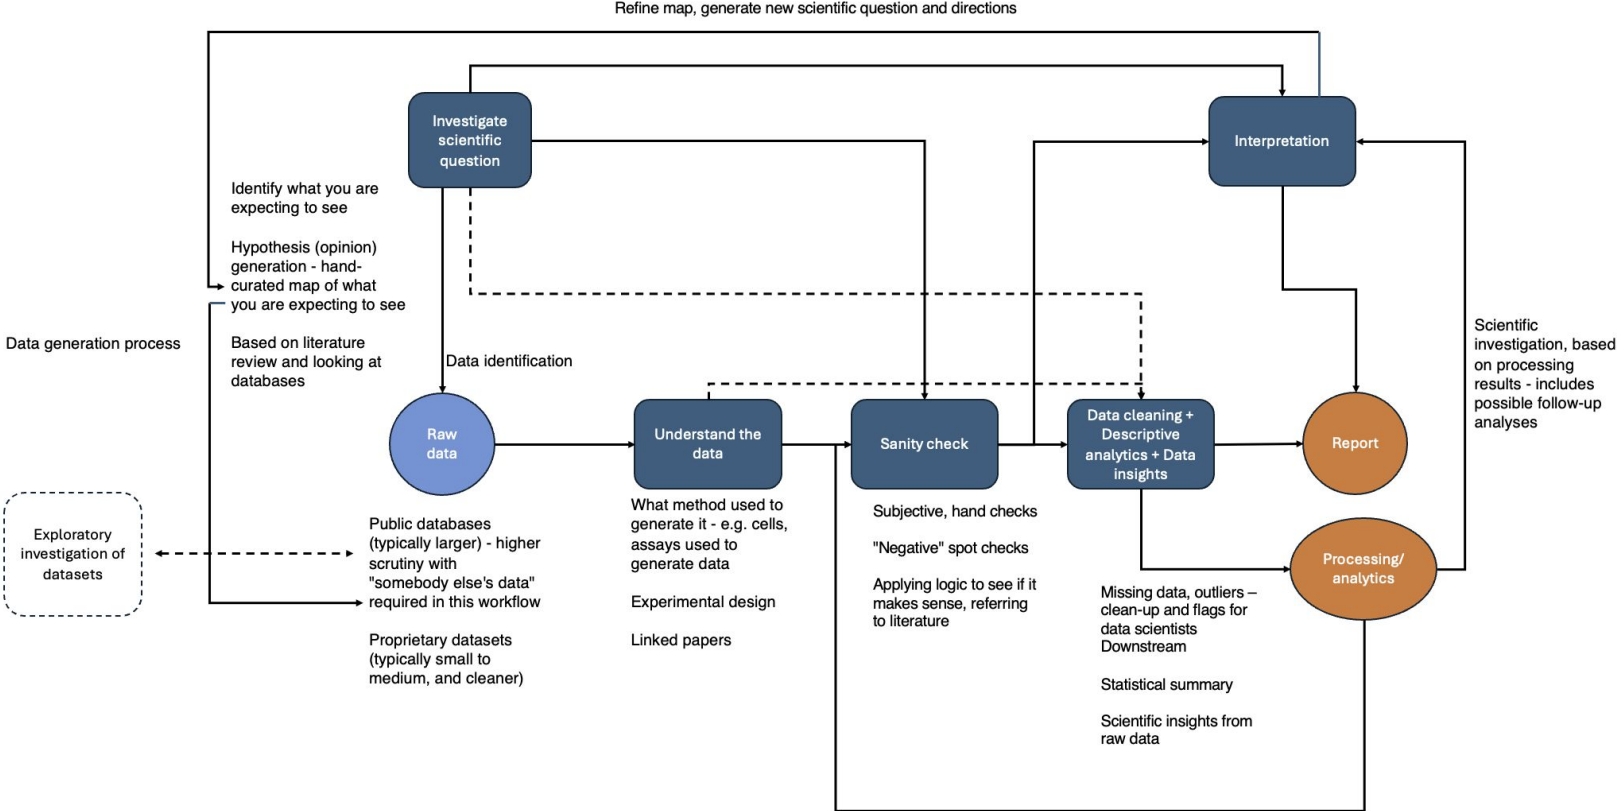 Refine map, generate new scientific question and directions
Investigate
scientific
question
Interpretation
Identify what you are
expecting to see
Hypothesis (opinion)
generation - hand-
curated map of what
you are expecting to see
Based on literature
review and looking at
databases
Data generation process
Data identification
Scientific
investigation, based
on processing
results - includes
possible follow-up
analyses
Raw
data
Understand the
data
Sanity check
Data cleaning +
Descriptive
analytics + Data
insights
Report
Exploratory
investigation of
datasets
Public databases
(typically larger) - higher
scrutiny with
"somebody else's data"
required in this workflow
Proprietary datasets
(typically small to
medium, and cleaner)
What method used to
generate it - e.g. cells,
assays used to
generate data
Experimental design
Linked papers
Subjective, hand checks
"Negative" spot checks
Applying logic to see if it
makes sense, referring
to literature
Processing/
analytics
Missing data, outliers –
clean-up and flags for
data scientists
Downstream
Statistical summary
Scientific insights from
raw data